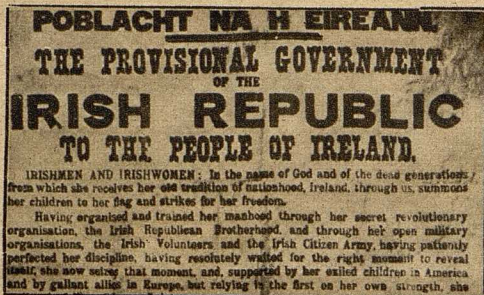 POBLACHT NA H EIREANN.
THE PROVISIONAL GOVERNMENT
OF THE
IRISH REPUBLIC
TO THE PEOPLE OF IRELAND.
IRISHMEN AND IRISHWOMEN: In the name of God and of the dead generations
from which she receives her old tradition of nationhood, Ireland, through us, summons
her children to her flag and strikes for her freedom.
Having organised and trained her manhood through her secret revolutionary
organisation, the Irish Republican Brotherhood, and through her open military
organisations, the Irish Volunteers and the Irish Citizen Army, having patiently
perfected her discipline, having resolutely waited for the right moment to reveal
itself, she now seizes that moment, and, supported by her exiled children in America
and by gallant allies in Europe, but relying in the first on her own strength, she